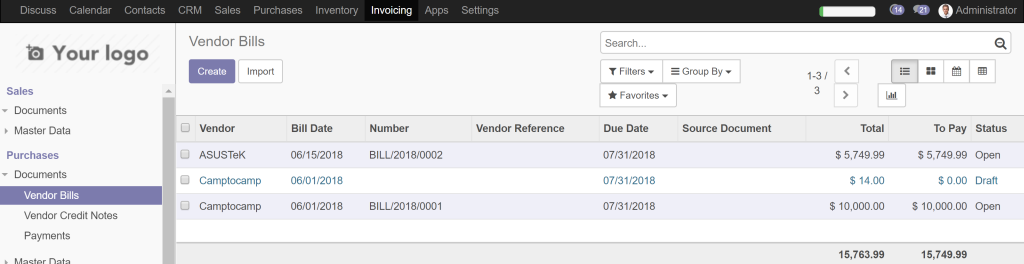 Discuss Calendar Contacts CRM Sales Purchases Inventory Invoicing Apps Settings 14 21 Administrator
Your logo
Sales
Documents
Master Data
Purchases
Documents
Vendor Bills
Vendor Credit Notes
Payments
Master Data
Vendor Bills
Search...
Create Import
Filters Group By
Favorites
1-3 /
3
Vendor Bill Date Number Vendor Reference Due Date Source Document Total To Pay Status
ASUSTeK 06/15/2018 BILL/2018/0002 07/31/2018 $ 5,749.99 $ 5,749.99 Open
Camptocamp 06/01/2018 07/31/2018 $ 14.00 $ 0.00 Draft
Camptocamp 06/01/2018 BILL/2018/0001 07/31/2018 $ 10,000.00 $ 10,000.00 Open
15,763.99 15,749.99